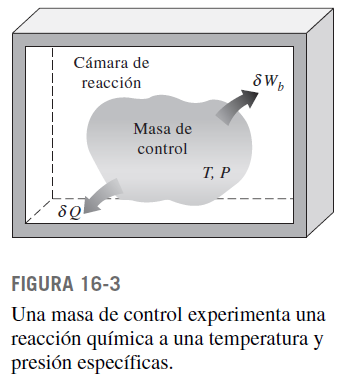 Cámara de
reacción
δW_b
Masa de
control
T, P
δQ
FIGURA 16-3
Una masa de control experimenta una
reacción química a una temperatura y
presión específicas.